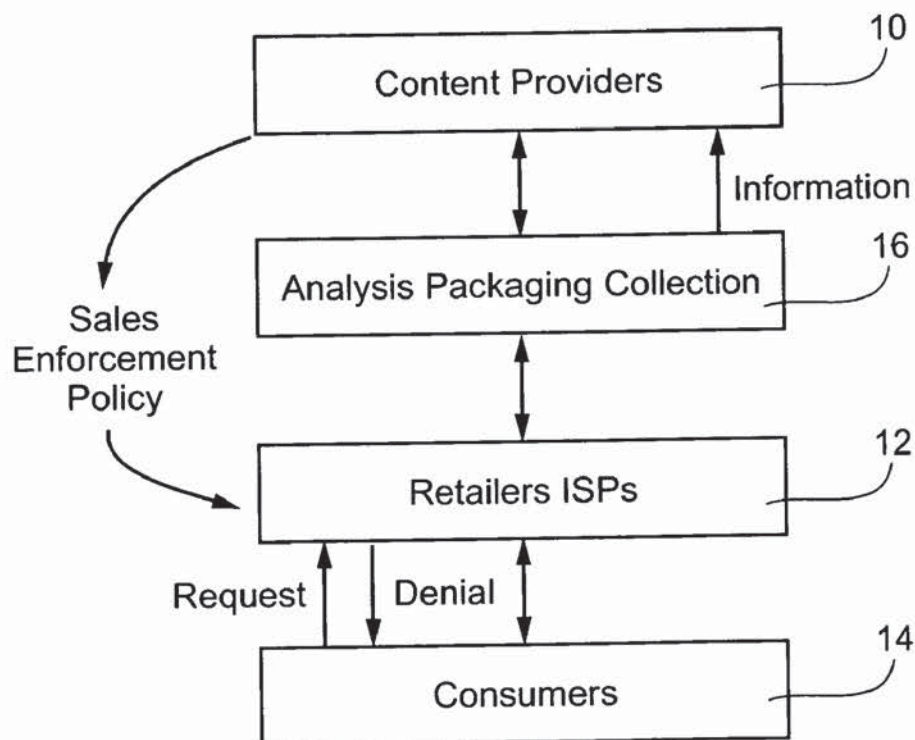 10
Content Providers
Information
16
Analysis Packaging Collection
Sales
Enforcement
Policy
12
Retailers ISPs
Request
Denial
14
Consumers